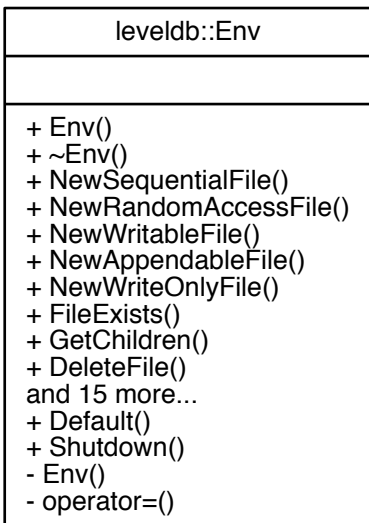 leveldb::Env
+ Env()
+ ~Env()
+ NewSequentialFile()
+ NewRandomAccessFile()
+ NewWritableFile()
+ NewAppendableFile()
+ NewWriteOnlyFile()
+ FileExists()
+ GetChildren()
+ DeleteFile()
and 15 more...
+ Default()
+ Shutdown()
- Env()
- operator=()